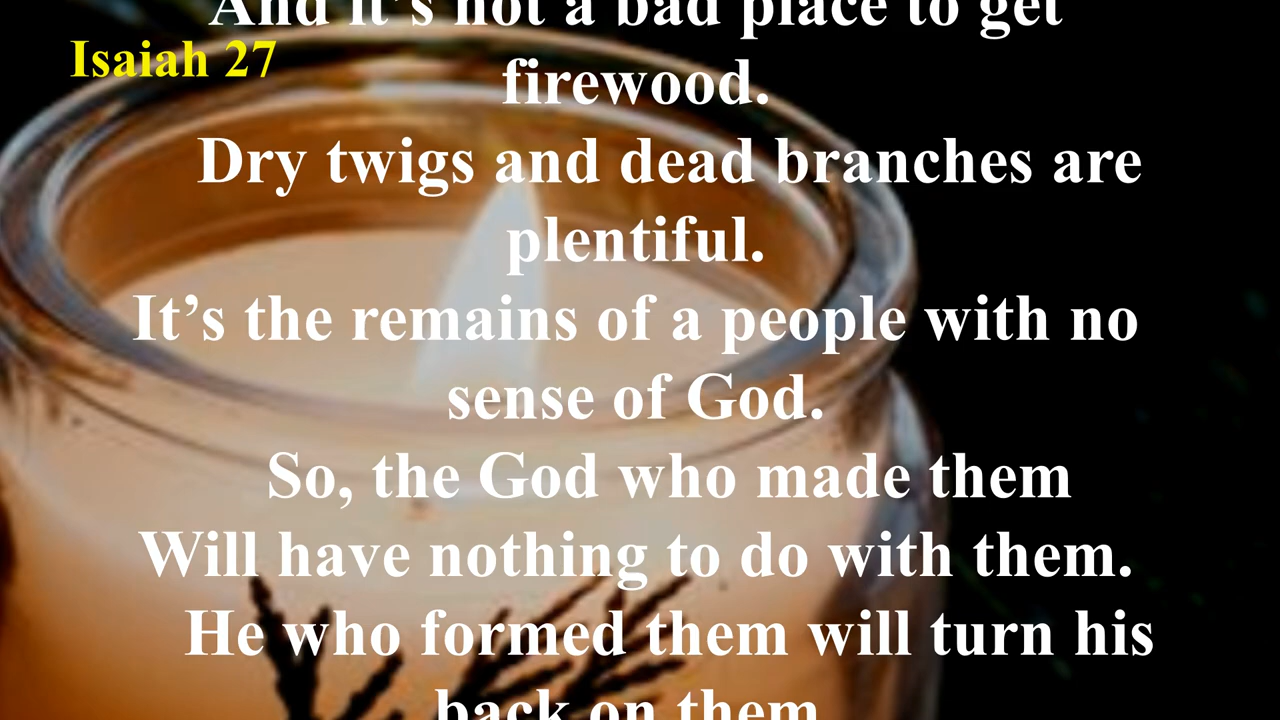 And it's not a bad place to get
Isaiah 27
firewood.
Dry twigs and dead branches are
plentiful.
It’s the remains of a people with no
sense of God.
So, the God who made them
Will have nothing to do with them.
He who formed them will turn his
back on them